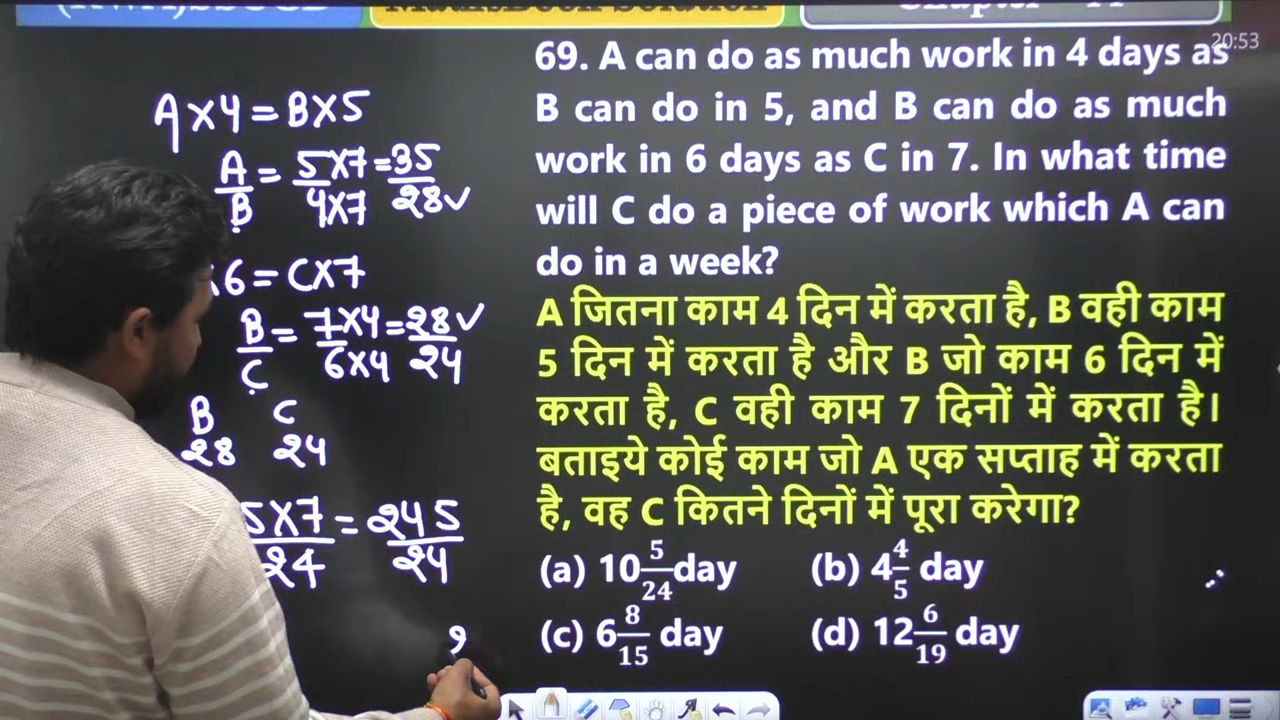 20:53
69. A can do as much work in 4 days as
B can do in 5, and B can do as much
work in 6 days as C in 7. In what time
will C do a piece of work which A can
do in a week?
A जितना काम 4 दिन में करता है, B वही काम
5 दिन में करता है और B जो काम 6 दिन में
करता है, C वही काम 7 दिनों में करता है।
बताइये कोई काम जो A एक सप्ताह में करता
है, वह C कितने दिनों में पूरा करेगा?
(a) 10 5/24 day (b) 4 4/5 day
(c) 6 8/15 day (d) 12 6/19 day
A×4=B×5
A/B = 5×7/4×7 = 35/28✓
6=C×7
B/C = 7×4/6×4 = 28/24✓
B C
28 24
5×7/24 = 245/24